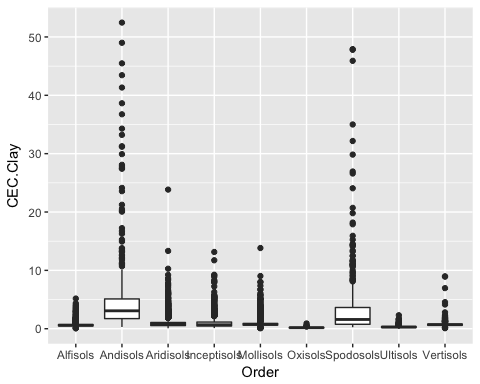 CEC.Clay
50
40
30
20
10
0
Alfisols Andisols Aridisols Inceptisols Mollisols Oxisols Spodosols Ultisols Vertisols
Order